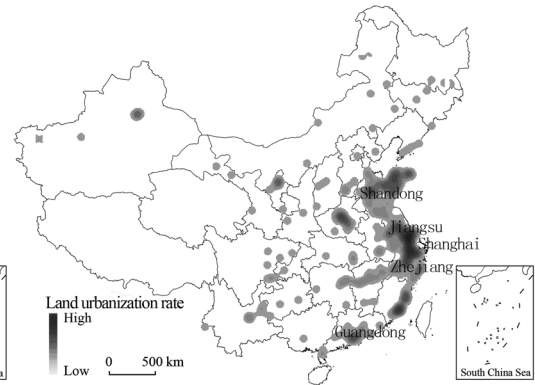 Shandong
Jiangsu
Shanghai
Zhejiang
Guangdong
Land urbanization rate
High
Low
0 500 km
South China Sea
a